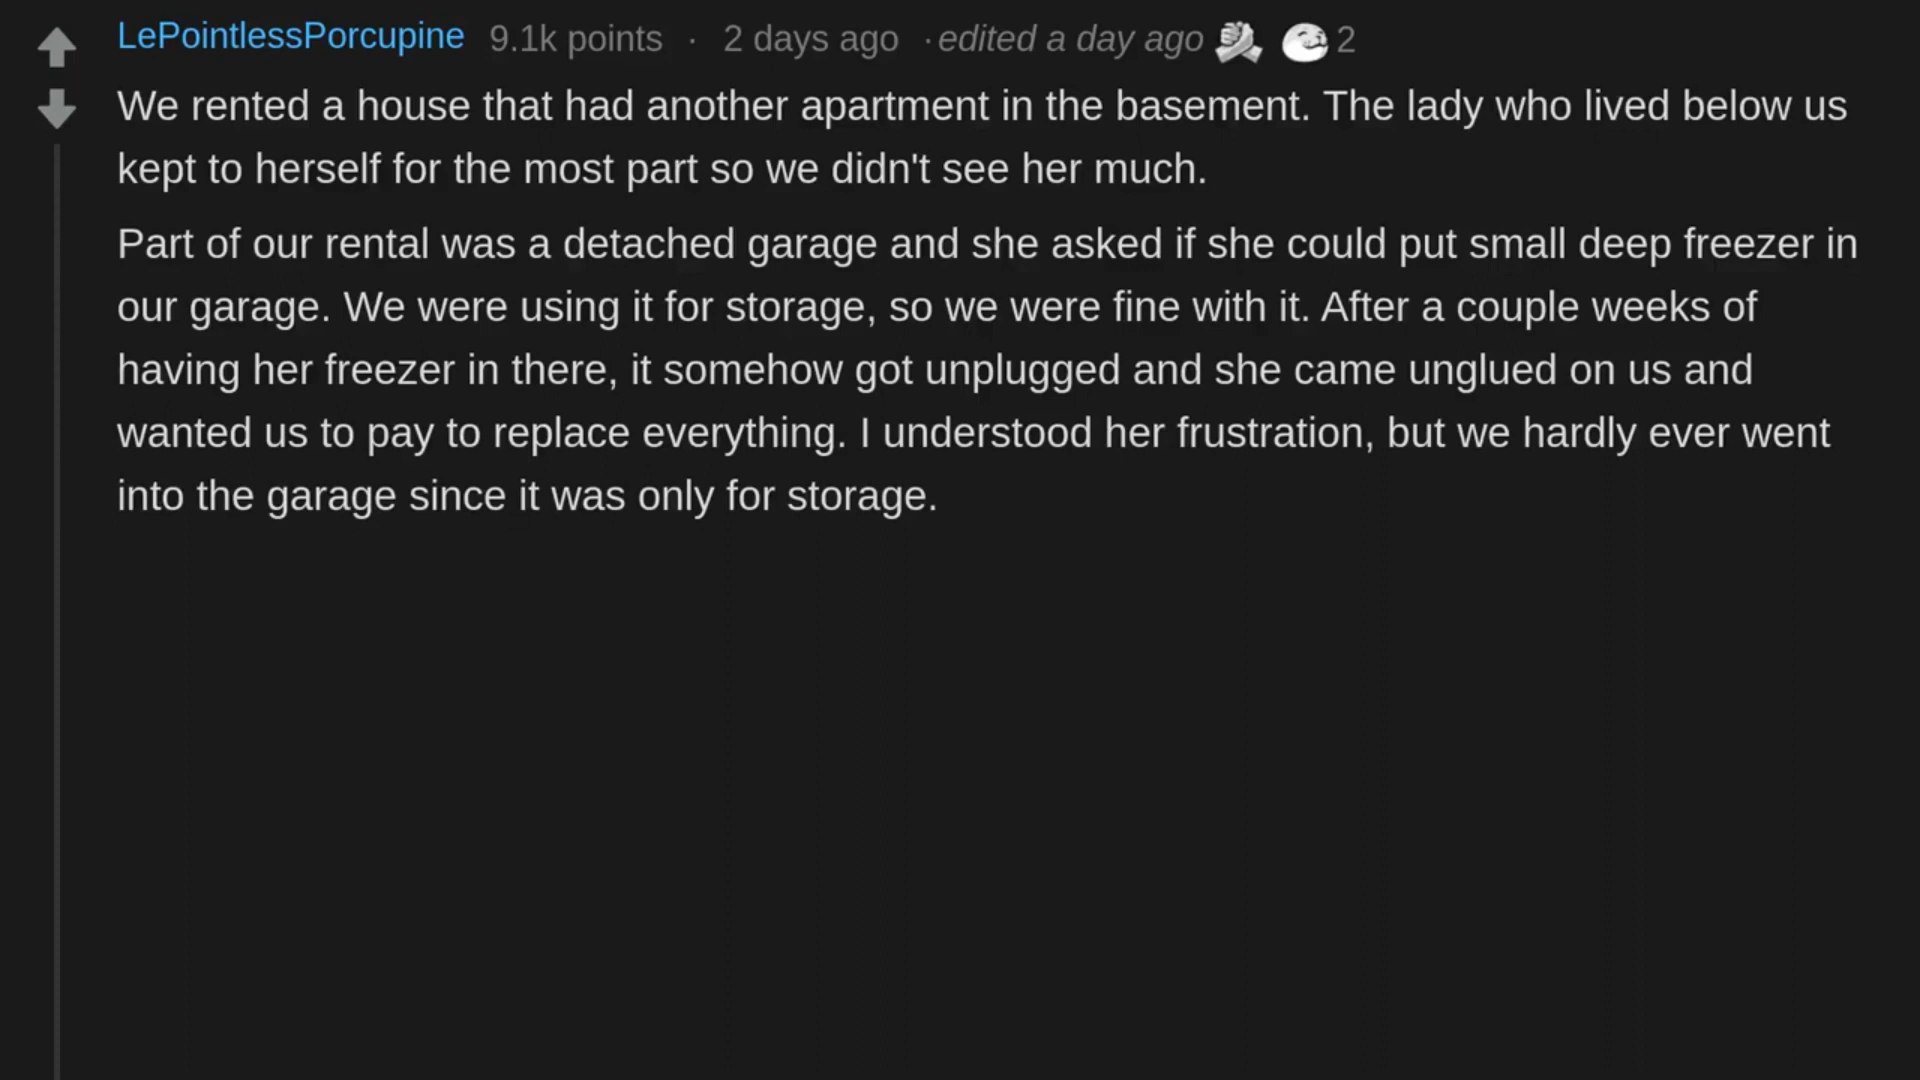 LePointlessPorcupine 9.1k points · 2 days ago · edited a day ago 2
We rented a house that had another apartment in the basement. The lady who lived below us
kept to herself for the most part so we didn't see her much.
Part of our rental was a detached garage and she asked if she could put small deep freezer in
our garage. We were using it for storage, so we were fine with it. After a couple weeks of
having her freezer in there, it somehow got unplugged and she came unglued on us and
wanted us to pay to replace everything. I understood her frustration, but we hardly ever went
into the garage since it was only for storage.